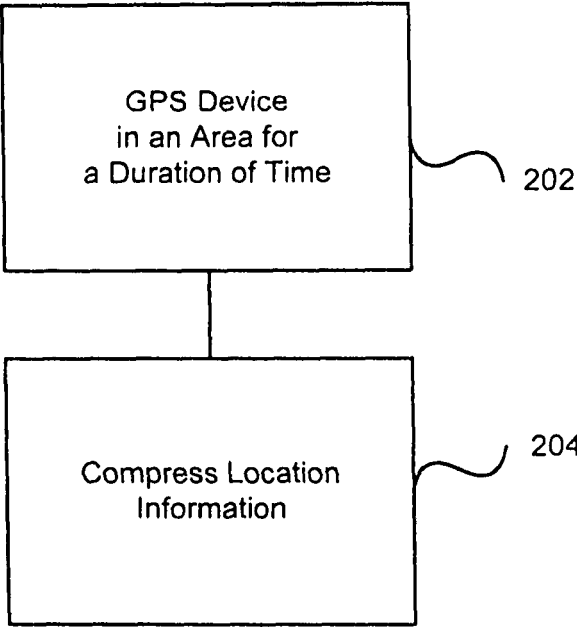 GPS Device
in an Area for
a Duration of Time
202
Compress Location
Information
204